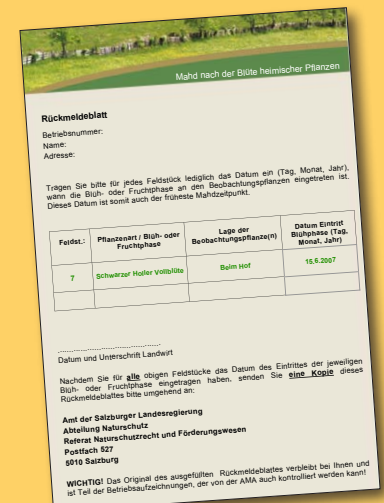 Mahd nach der Blüte heimischer Pflanzen
Rückmeldeblatt
Betriebsnummer:
Name:
Adresse:
Tragen Sie bitte für jedes Feldstück lediglich das Datum ein (Tag, Monat, Jahr),
wann die Blüh- oder Fruchtphase an den Beobachtungspflanzen eingetreten ist.
Dieses Datum ist somit auch der früheste Mahdzeitpunkt.
Feldst.: Pflanzenart / Blüh- oder Fruchtphase Lage der Beobachtungspflanze(n) Datum Eintritt Blühphase (Tag, Monat, Jahr)
7 Schwarzer Holler Vollblüte Beim Hof 15.6.2007
Datum und Unterschrift Landwirt
Nachdem Sie für alle obigen Feldstücke das Datum des Eintrittes der jeweiligen
Blüh- oder Fruchtphase eingetragen haben, senden Sie eine Kopie dieses
Rückmeldeblattes bitte umgehend an:
Amt der Salzburger Landesregierung
Abteilung Naturschutz
Referat Naturschutzrecht und Förderungswesen
Postfach 527
5010 Salzburg
WICHTIG! Das Original des ausgefüllten Rückmeldeblattes verbleibt bei Ihnen und
ist Teil der Betriebsaufzeichnungen, der von der AMA auch kontrolliert werden kann!